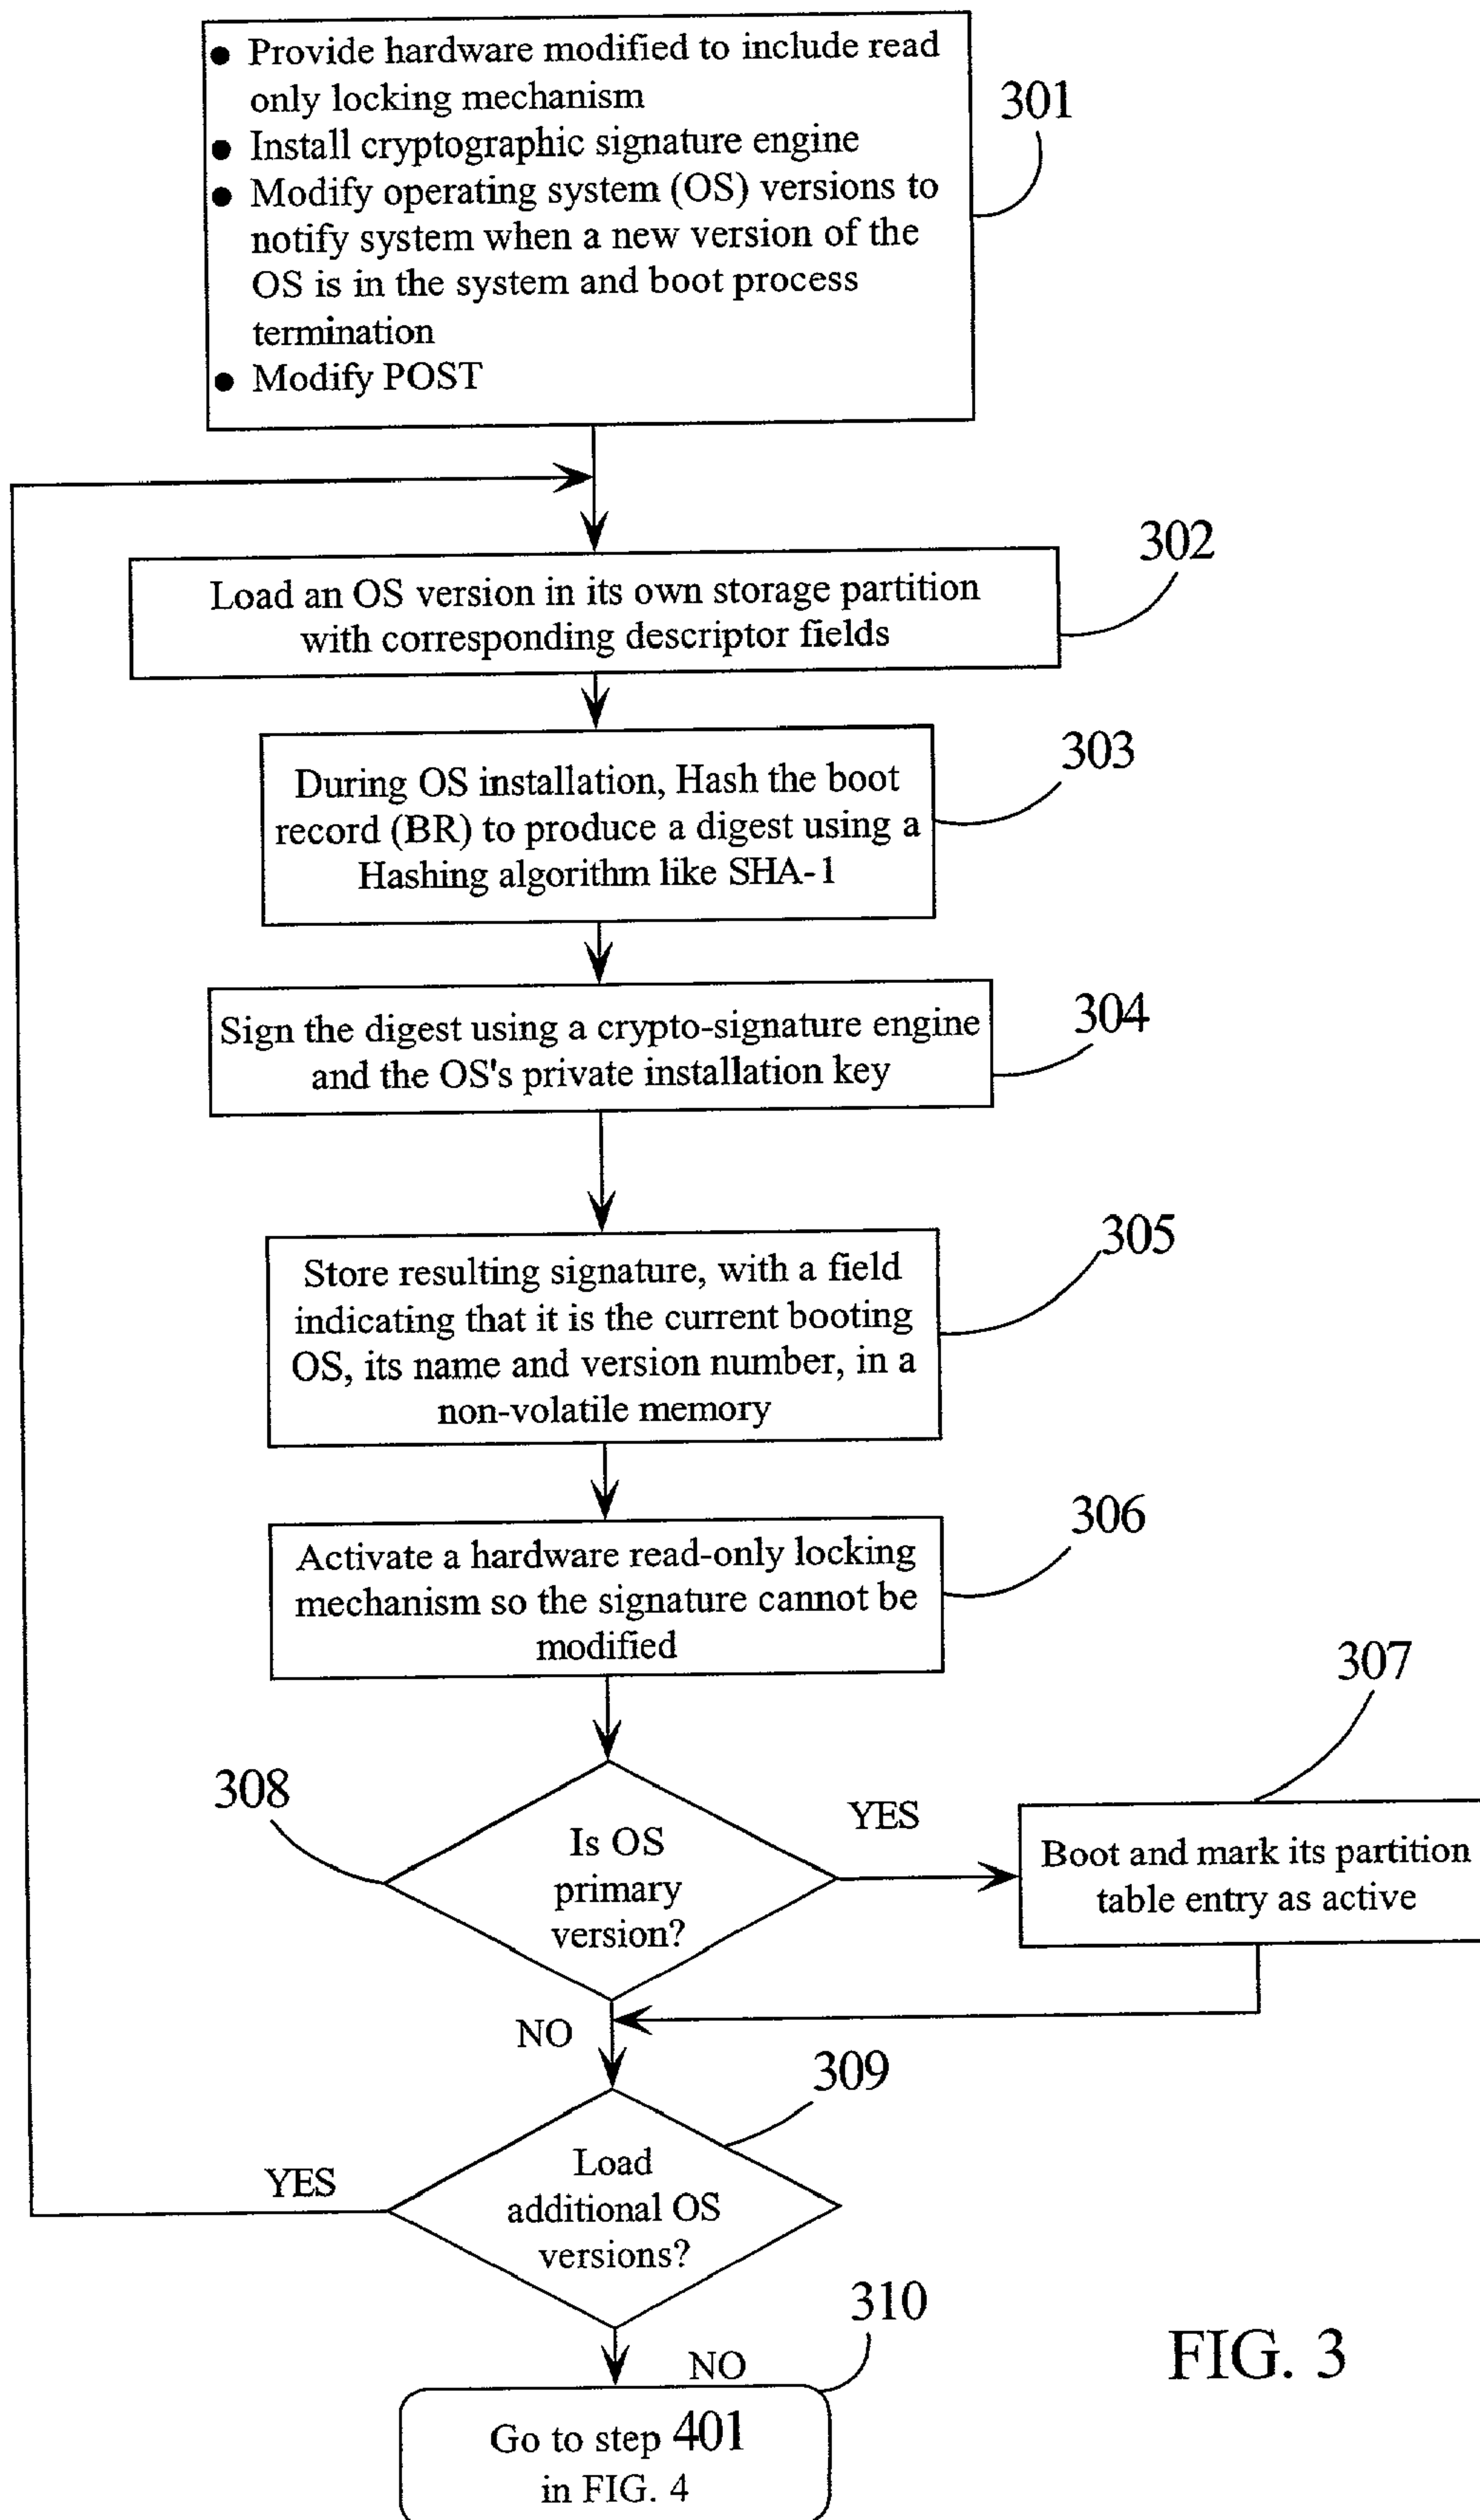 ● Provide hardware modified to include read
only locking mechanism
● Install cryptographic signature engine
● Modify operating system (OS) versions to
notify system when a new version of the
OS is in the system and boot process
termination
● Modify POST
301
302
Load an OS version in its own storage partition
with corresponding descriptor fields
303
During OS installation, Hash the boot
record (BR) to produce a digest using a
Hashing algorithm like SHA-1
304
Sign the digest using a crypto-signature engine
and the OS's private installation key
305
Store resulting signature, with a field
indicating that it is the current booting
OS, its name and version number, in a
non-volatile memory
306
Activate a hardware read-only locking
mechanism so the signature cannot be
modified
307
308
Is OS
primary
version?
YES
Boot and mark its partition
table entry as active
NO
309
Load
additional OS
versions?
YES
310
NO
Go to step 401
in FIG. 4
FIG. 3